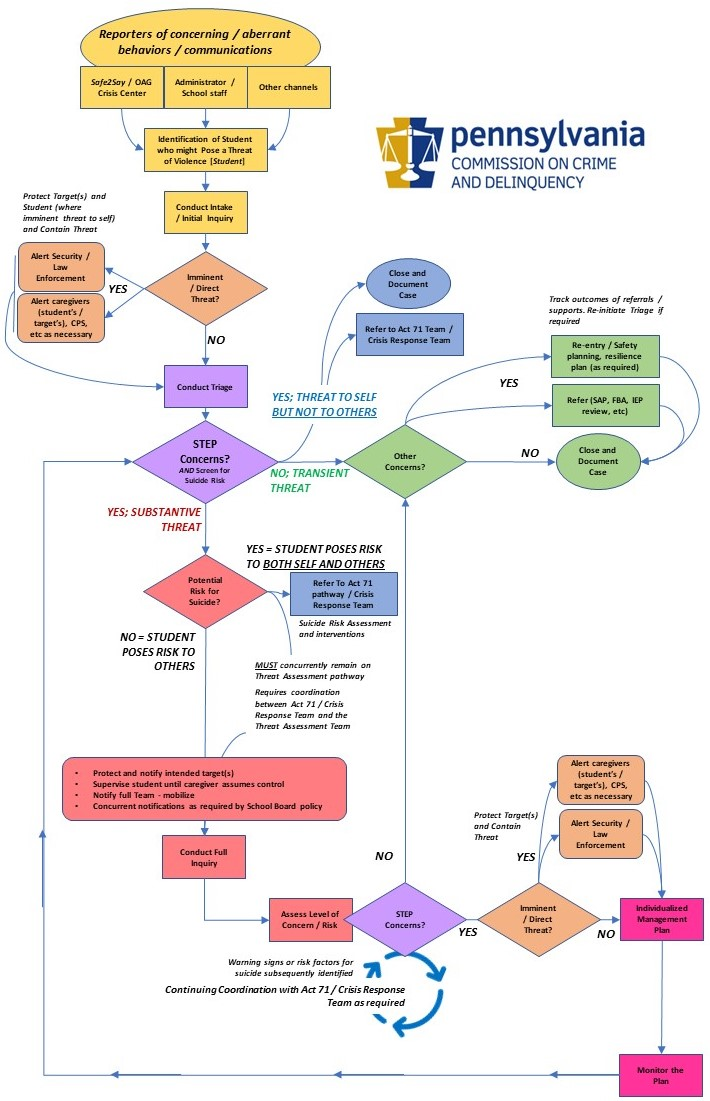 Reporters of concerning / aberrant
behaviors / communications
Safe2Say / OAG
Crisis Center
Administrator /
School staff
Other channels
Identification of Student
who might Pose a Threat
of Violence [Student]
pennsylvania
COMMISSION ON CRIME
AND DELINQUENCY
Conduct Intake
/ Initial Inquiry
Protect Target(s) and
Student (where
imminent threat to self)
and Contain Threat
Alert Security /
Law
Enforcement
Alert caregivers
(student's /
target's), CPS,
etc as necessary
YES
Imminent
/ Direct
Threat?
NO
Conduct Triage
Close and
Document
Case
Refer to Act 71 Team /
Crisis Response Team
YES; THREAT TO SELF
BUT NOT TO OTHERS
Track outcomes of referrals /
supports. Re-initiate Triage if
required
Re-entry / Safety
planning, resilience
plan (as required)
YES
Refer (SAP, FBA, IEP
review, etc)
STEP
Concerns?
AND Screen for
Suicide Risk
NO; TRANSIENT
THREAT
Other
Concerns?
NO
Close and
Document
Case
YES; SUBSTANTIVE
THREAT
YES = STUDENT POSES RISK
TO BOTH SELF AND OTHERS
Potential
Risk for
Suicide?
Refer To Act 71
pathway / Crisis
Response Team
Suicide Risk Assessment
and interventions
NO = STUDENT
POSES RISK TO
OTHERS
MUST concurrently remain on
Threat Assessment pathway
Requires coordination
between Act 71 / Crisis
Response Team and the
Threat Assessment Team
• Protect and notify intended target(s)
• Supervise student until caregiver assumes control
• Notify full Team - mobilize
• Concurrent notifications as required by School Board policy
Conduct Full
Inquiry
Assess Level of
Concern / Risk
NO
STEP
Concerns?
YES
Imminent
/ Direct
Threat?
Protect Target(s)
and Contain
Threat
YES
Alert caregivers
(student's /
target's), CPS,
etc as necessary
Alert Security /
Law
Enforcement
NO
Individualized
Management
Plan
Warning signs or risk factors for
suicide subsequently identified
Continuing Coordination with Act 71 / Crisis Response
Team as required
Monitor the
Plan